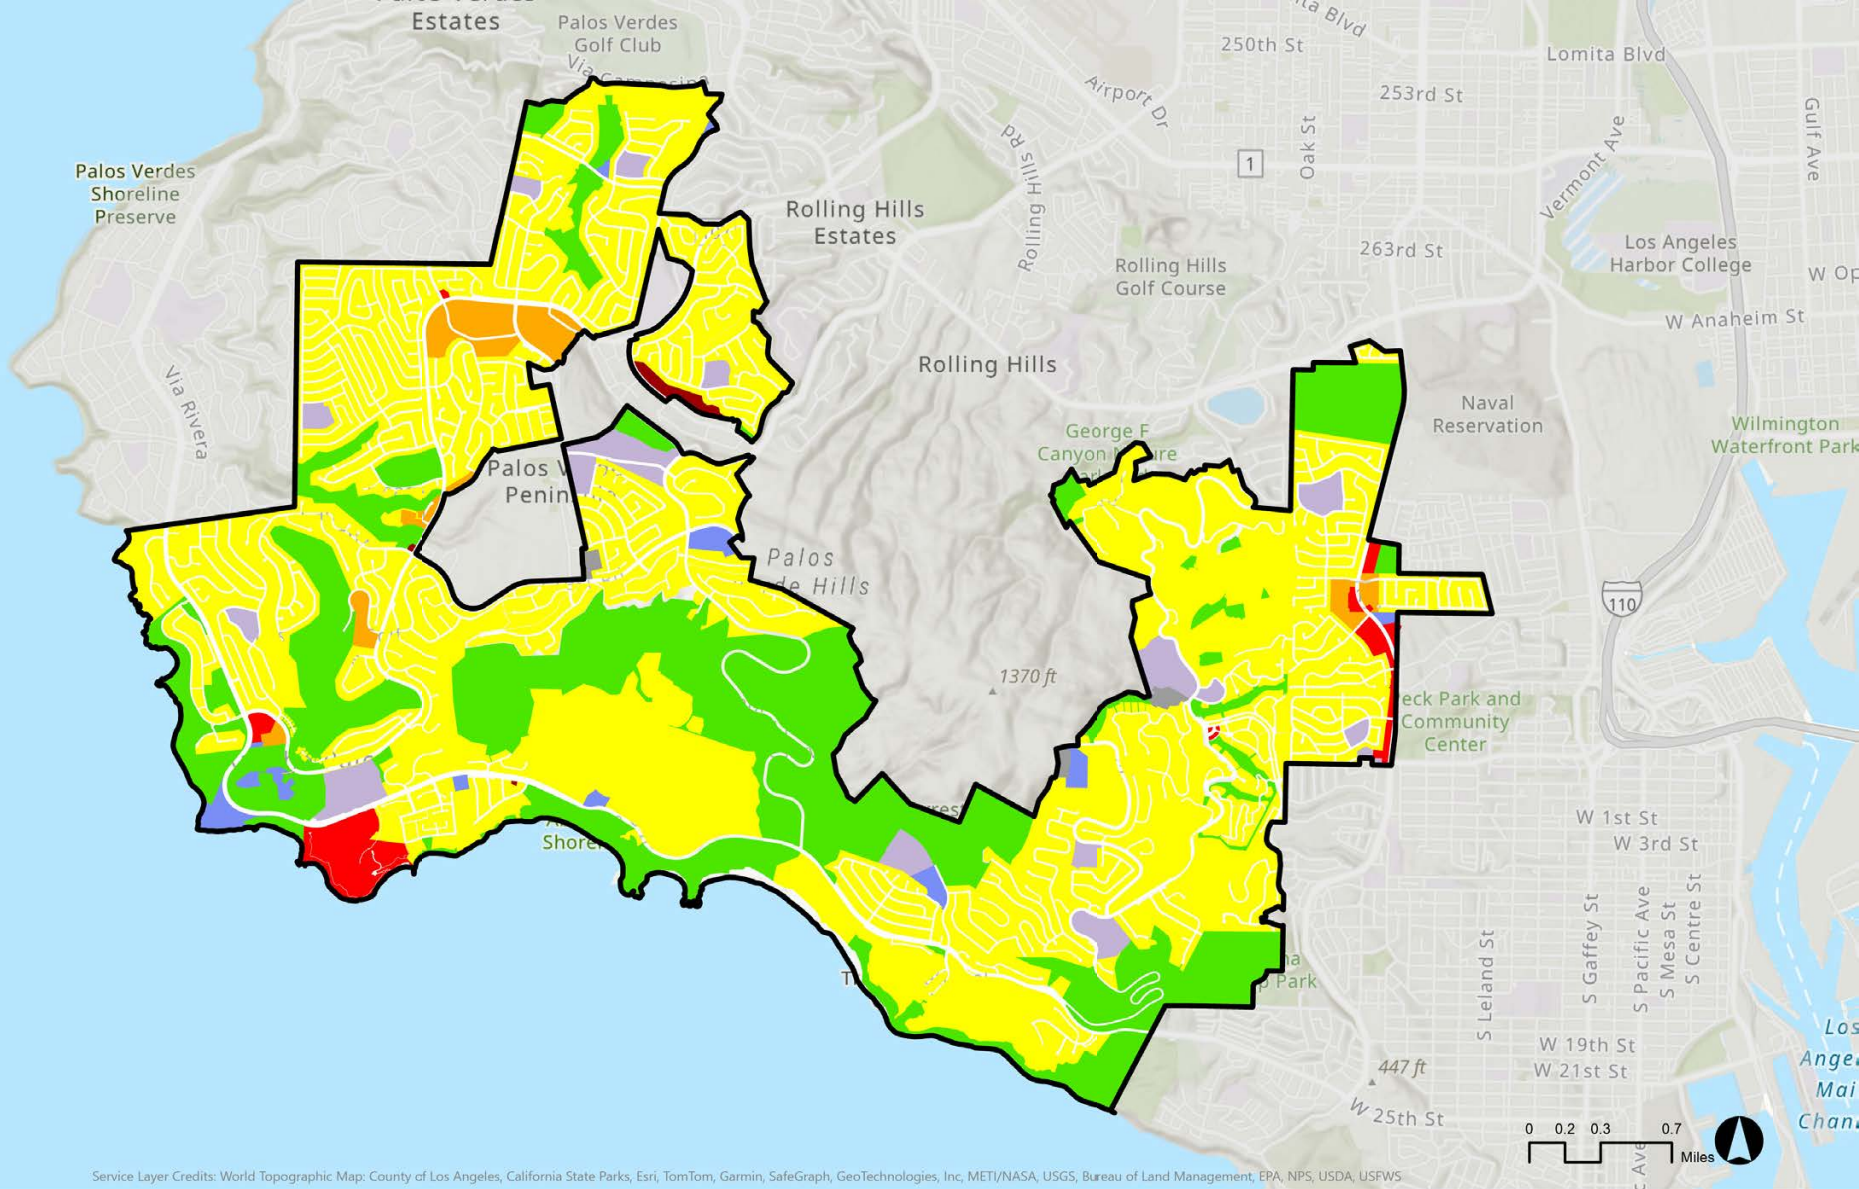 Estates
Palos Verdes
Golf Club
250th St
Lomita Blvd
Airport Dr
253rd St
Gulf Ave
Oak St
Vermont Ave
Rolling Hills Rd
1
Palos Verdes
Shoreline
Preserve
Rolling Hills
Estates
263rd St
Los Angeles
Harbor College
Rolling Hills
Golf Course
W Anaheim St
Via Rivera
Rolling Hills
Naval
Reservation
Wilmington
Waterfront Park
George F
Canyon
Palos V
Penin
Palos
de Hills
110
1370 ft
eck Park and
Community
Center
W 1st St
W 3rd St
Shore
S Gaffey St
S Pacific Ave
S Mesa St
S Centre St
S Leland St
W 19th St
W 21st St
447 ft
W 25th St
Los
Ange
Mai
Chan
0 0.2 0.3 0.7
Miles
Service Layer Credits: World Topographic Map: County of Los Angeles, California State Parks, Esri, TomTom, Garmin, SafeGraph, GeoTechnologies, Inc, METI/NASA, USGS, Bureau of Land Management, EPA, NPS, USDA, USFWS